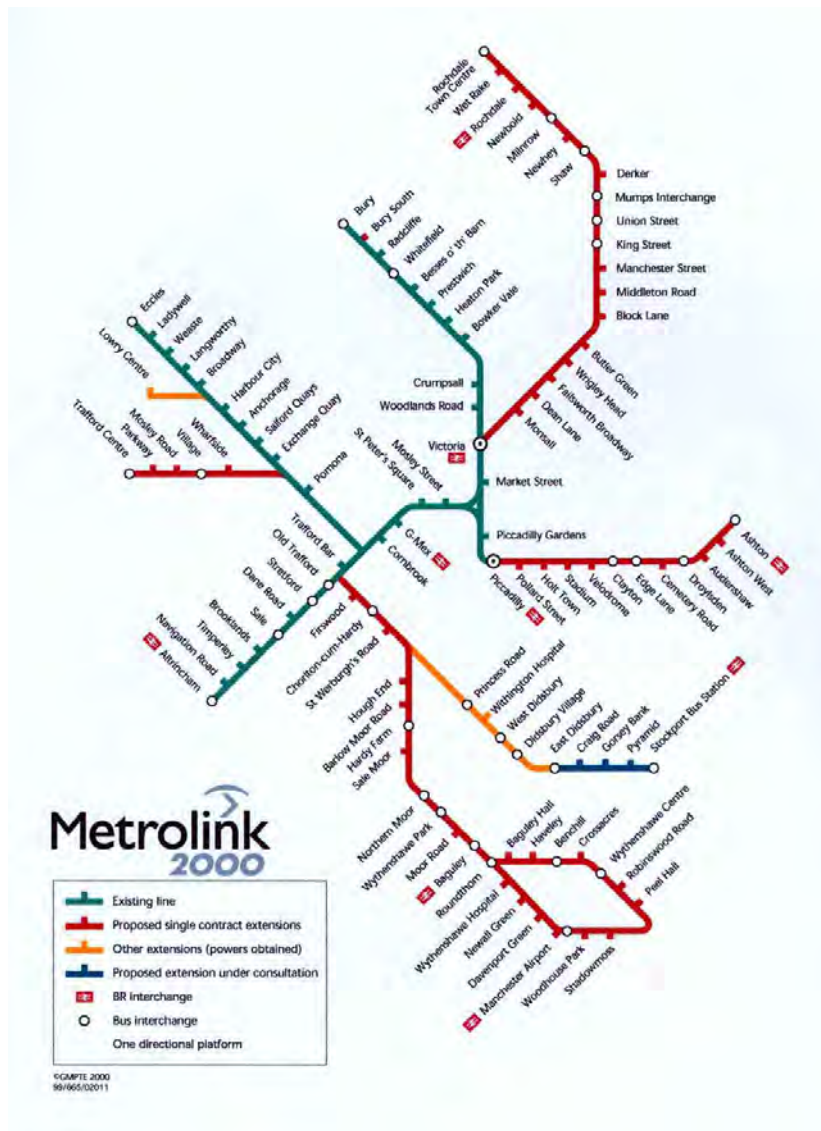 Rochdale
Town Centre
Wet Rake
Rochdale
Newbold
Milnrow
Newhey
Shaw
Derker
Mumps Interchange
Union Street
King Street
Manchester Street
Middleton Road
Block Lane
Butter Green
Wrigley Head
Failsworth Broadway
Dean Lane
Monsall
Bury
Bury South
Radcliffe
Whitefield
Besses o' th' Barn
Prestwich
Heaton Park
Bowker Vale
Crumpsall
Woodlands Road
Victoria
Market Street
Piccadilly Gardens
Mosley Street
St Peter's Square
G-Mex
Cornbrook
Eccles
Ladywell
Weaste
Langworthy
Broadway
Harbour City
Anchorage
Salford Quays
Exchange Quay
Pomona
Lowry Centre
Trafford Centre
Parkway
Mosley Road
Village
Wharfside
Trafford Bar
Old Trafford
Stretford
Dane Road
Sale
Brooklands
Timperley
Navigation Road
Altrincham
Piccadilly
Pollard Street
Holt Town
Stadium
Velodrome
Clayton
Edge Lane
Cemetery Road
Droylsden
Audenshaw
Ashton West
Ashton
Firswood
Chorlton-cum-Hardy
St Werburgh's Road
Princess Road
Withington Hospital
West Didsbury
Didsbury Village
East Didsbury
Craig Road
Gorsey Bank
Pyramid
Stockport Bus Station
Hough End
Barlow Moor Road
Hardy Farm
Sale Moor
Northern Moor
Wythenshawe Park
Moor Road
Baguley
Roundthorn
Baguley Hall
Haveley
Benchill
Crossacres
Wythenshawe Centre
Robinswood Road
Peel Hall
Wythenshawe Hospital
Newall Green
Davenport Green
Manchester Airport
Woodhouse Park
Shadowmoss
Metrolink
2000
Existing line
Proposed single contract extensions
Other extensions (powers obtained)
Proposed extension under consultation
BR Interchange
Bus interchange
One directional platform
©GMPTE 2000
99/665/02011